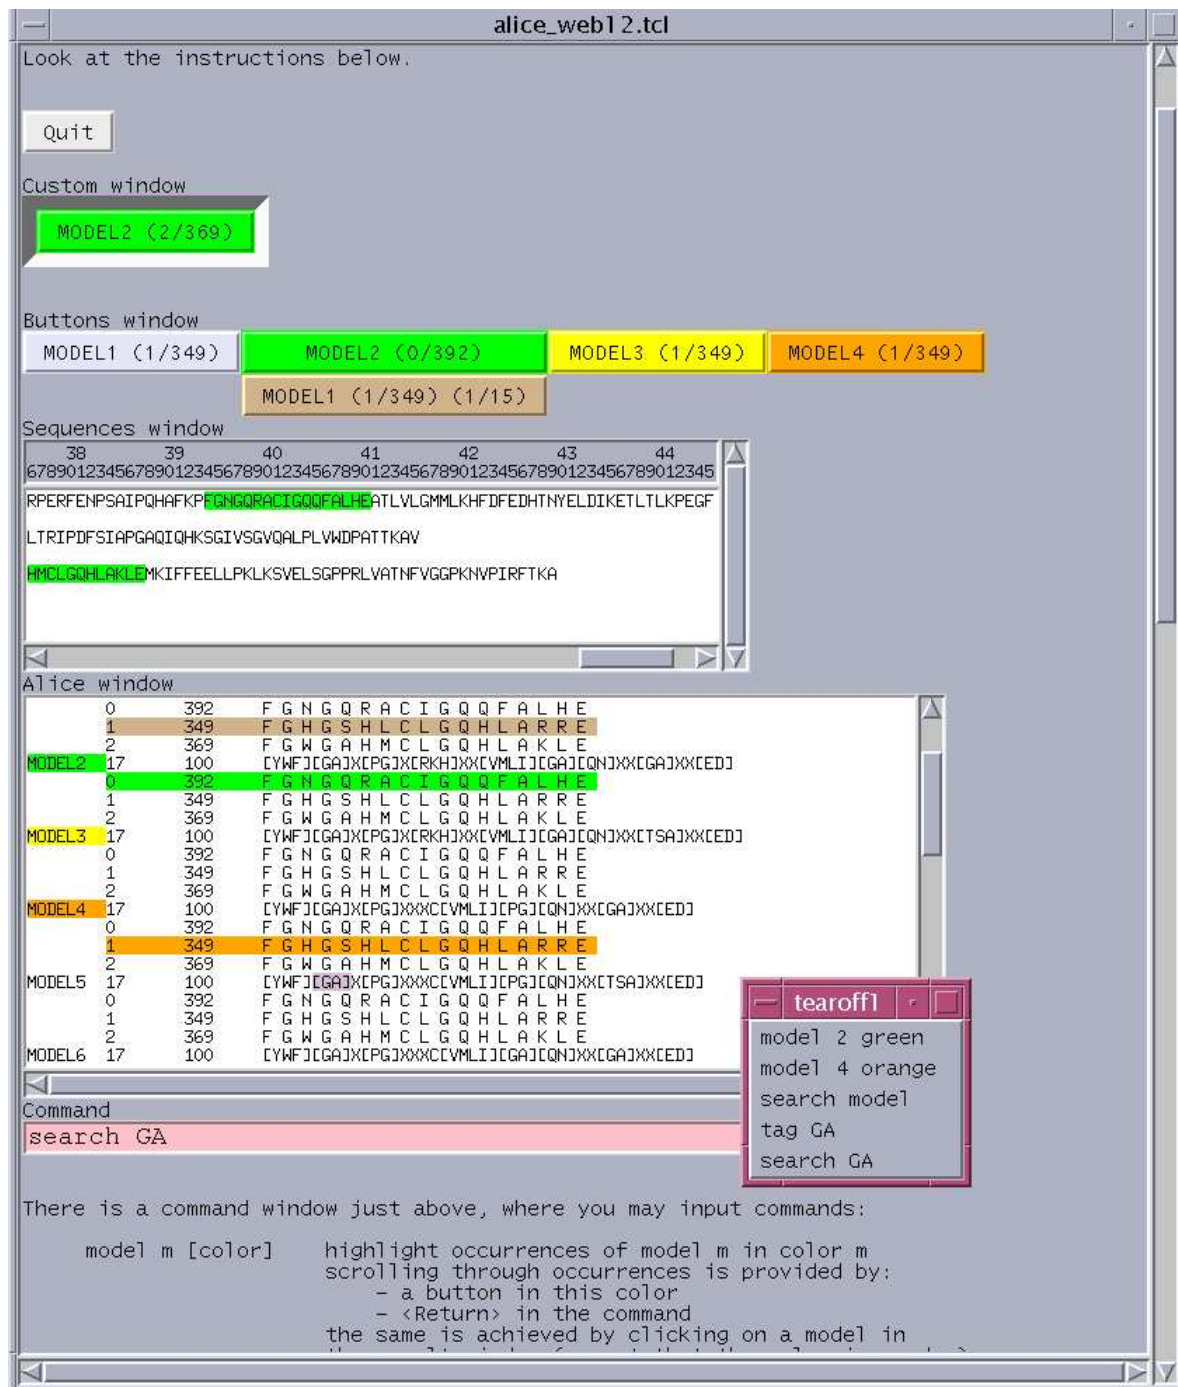 alice_web12.tcl
Look at the instructions below.
Quit
Custom window
MODEL2 (2/369)
Buttons window
MODEL1 (1/349) MODEL2 (0/392) MODEL3 (1/349) MODEL4 (1/349)
MODEL1 (1/349) (1/15)
Sequences window
38 39 40 41 42 43 44
6789012345678901234567890123456789012345678901234567890123456789012345
RPERFENPSAIPQHAFKPFGNGQRACIGQQFALHEATLVLGMMLKHFDFEDHTNYELDIKETLTLKPEGF
LTRIPDFSIAPGAQIQHKSGIVSGVQALPLVWDPATTKAV
HMCLGQHLAKLEMKIFFEELLPKLKSVELSGPPRLVATNFVGGPKNVPIRFTKA
Alice window
0 392 F G N G Q R A C I G Q Q F A L H E
1 349 F G H G S H L C L G Q H L A R R E
2 369 F G W G A H M C L G Q H L A K L E
MODEL2 17 100 [YWF][GA]X[PG]X[RKH]XX[VMLI][GA][QN]XX[GA]XX[ED]
0 392 F G N G Q R A C I G Q Q F A L H E
1 349 F G H G S H L C L G Q H L A R R E
2 369 F G W G A H M C L G Q H L A K L E
MODEL3 17 100 [YWF][GA]X[PG]X[RKH]XX[VMLI][GA][QN]XX[TSA]XX[ED]
0 392 F G N G Q R A C I G Q Q F A L H E
1 349 F G H G S H L C L G Q H L A R R E
2 369 F G W G A H M C L G Q H L A K L E
MODEL4 17 100 [YWF][GA]X[PG]XXXC[VMLI][PG][QN]XX[GA]XX[ED]
0 392 F G N G Q R A C I G Q Q F A L H E
1 349 F G H G S H L C L G Q H L A R R E
2 369 F G W G A H M C L G Q H L A K L E
MODEL5 17 100 [YWF][GA]X[PG]XXXC[VMLI][PG][QN]XX[TSA]XX[ED]
0 392 F G N G Q R A C I G Q Q F A L H E
1 349 F G H G S H L C L G Q H L A R R E
2 369 F G W G A H M C L G Q H L A K L E
MODEL6 17 100 [YWF][GA]X[PG]XXXC[VMLI][GA][QN]XX[GA]XX[ED]
tearoff1
model 2 green
model 4 orange
search model
tag GA
search GA
Command
search GA
There is a command window just above, where you may input commands:
model m [color] highlight occurrences of model m in color m
scrolling through occurrences is provided by:
- a button in this color
- <Return> in the command
the same is achieved by clicking on a model in